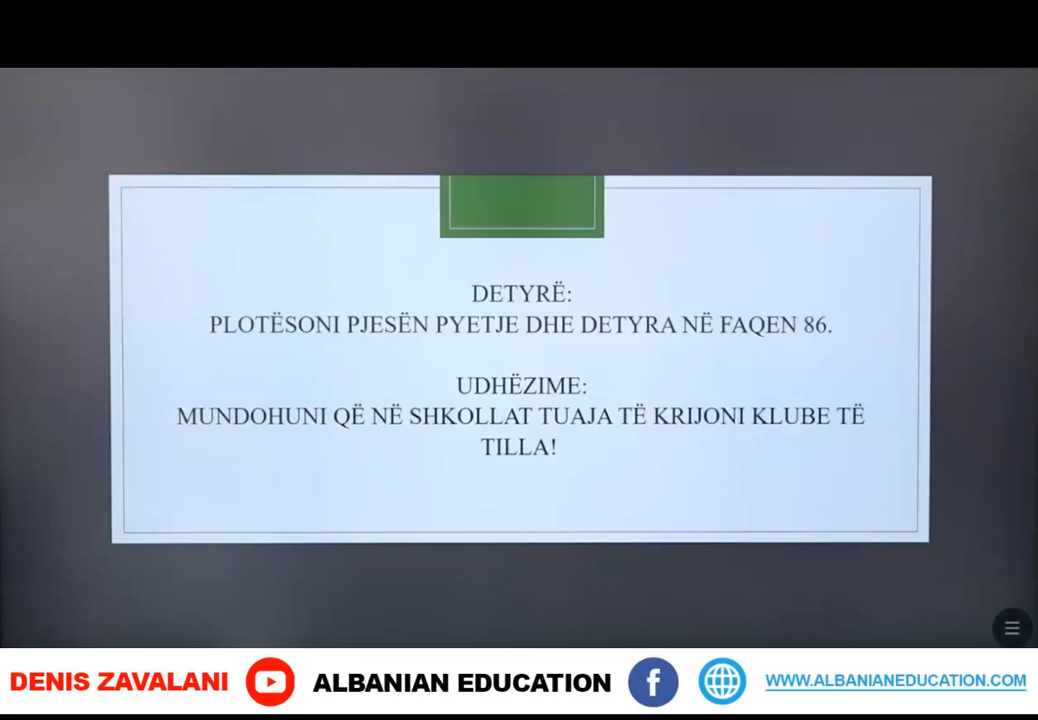 DETYRË:
PLOTËSONI PJESËN PYETJE DHE DETYRA NË FAQEN 86.
UDHËZIME:
MUNDOHUNI QË NË SHKOLLAT TUAJA TË KRIJONI KLUBE TË
TILLA!
DENIS ZAVALANI ALBANIAN EDUCATION WWW.ALBANIANEDUCATION.COM